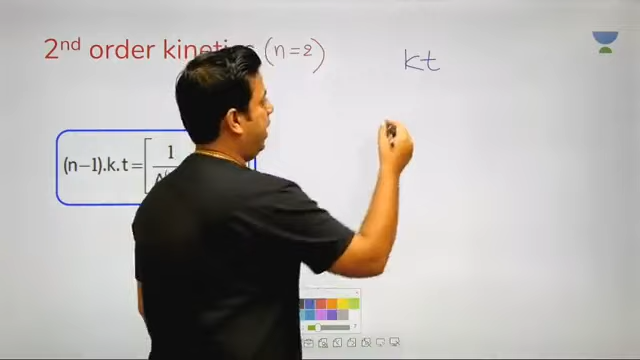 2nd order kinetics (n=2)
kt
(n−1).k.t=[ 1